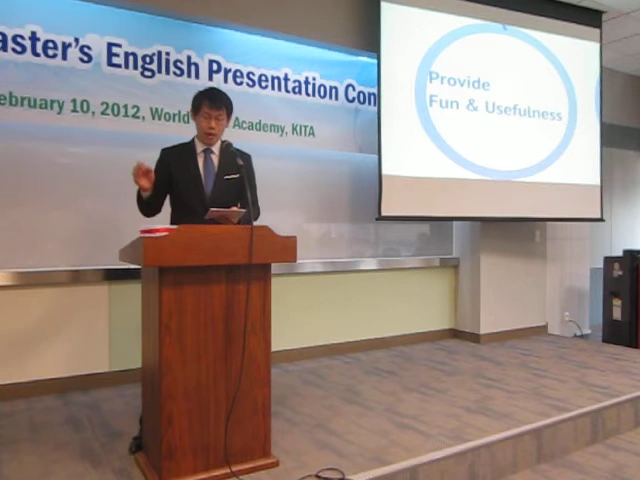 aster's English Presentation Con
ebruary 10, 2012, World Academy, KITA
Provide
Fun & Usefulness